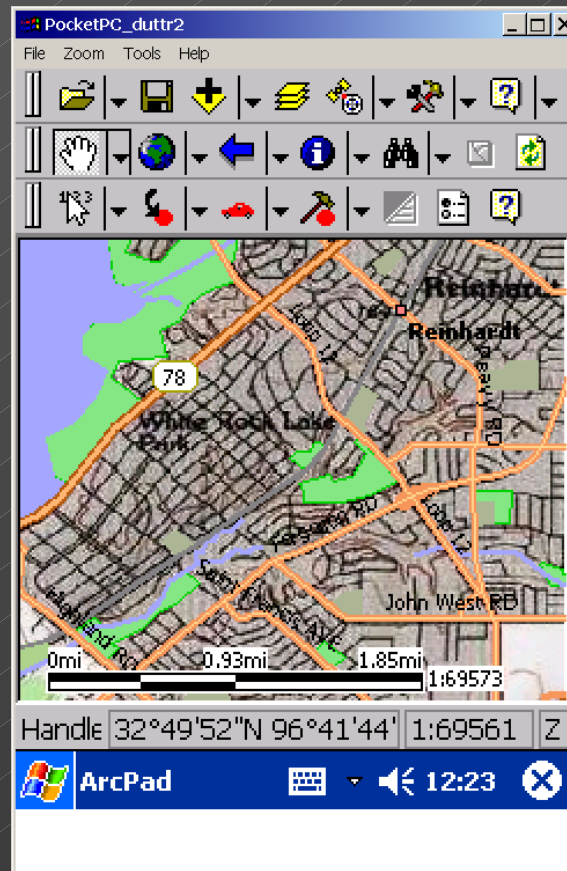 PocketPC_duttr2
File Zoom Tools Help
Reinhardt
Reinhardt
78
White Rock Lake
Park
John West RD
0mi 0.93mi 1.85mi
1:69573
Handle 32°49'52"N 96°41'44' 1:69561 Z
ArcPad 12:23